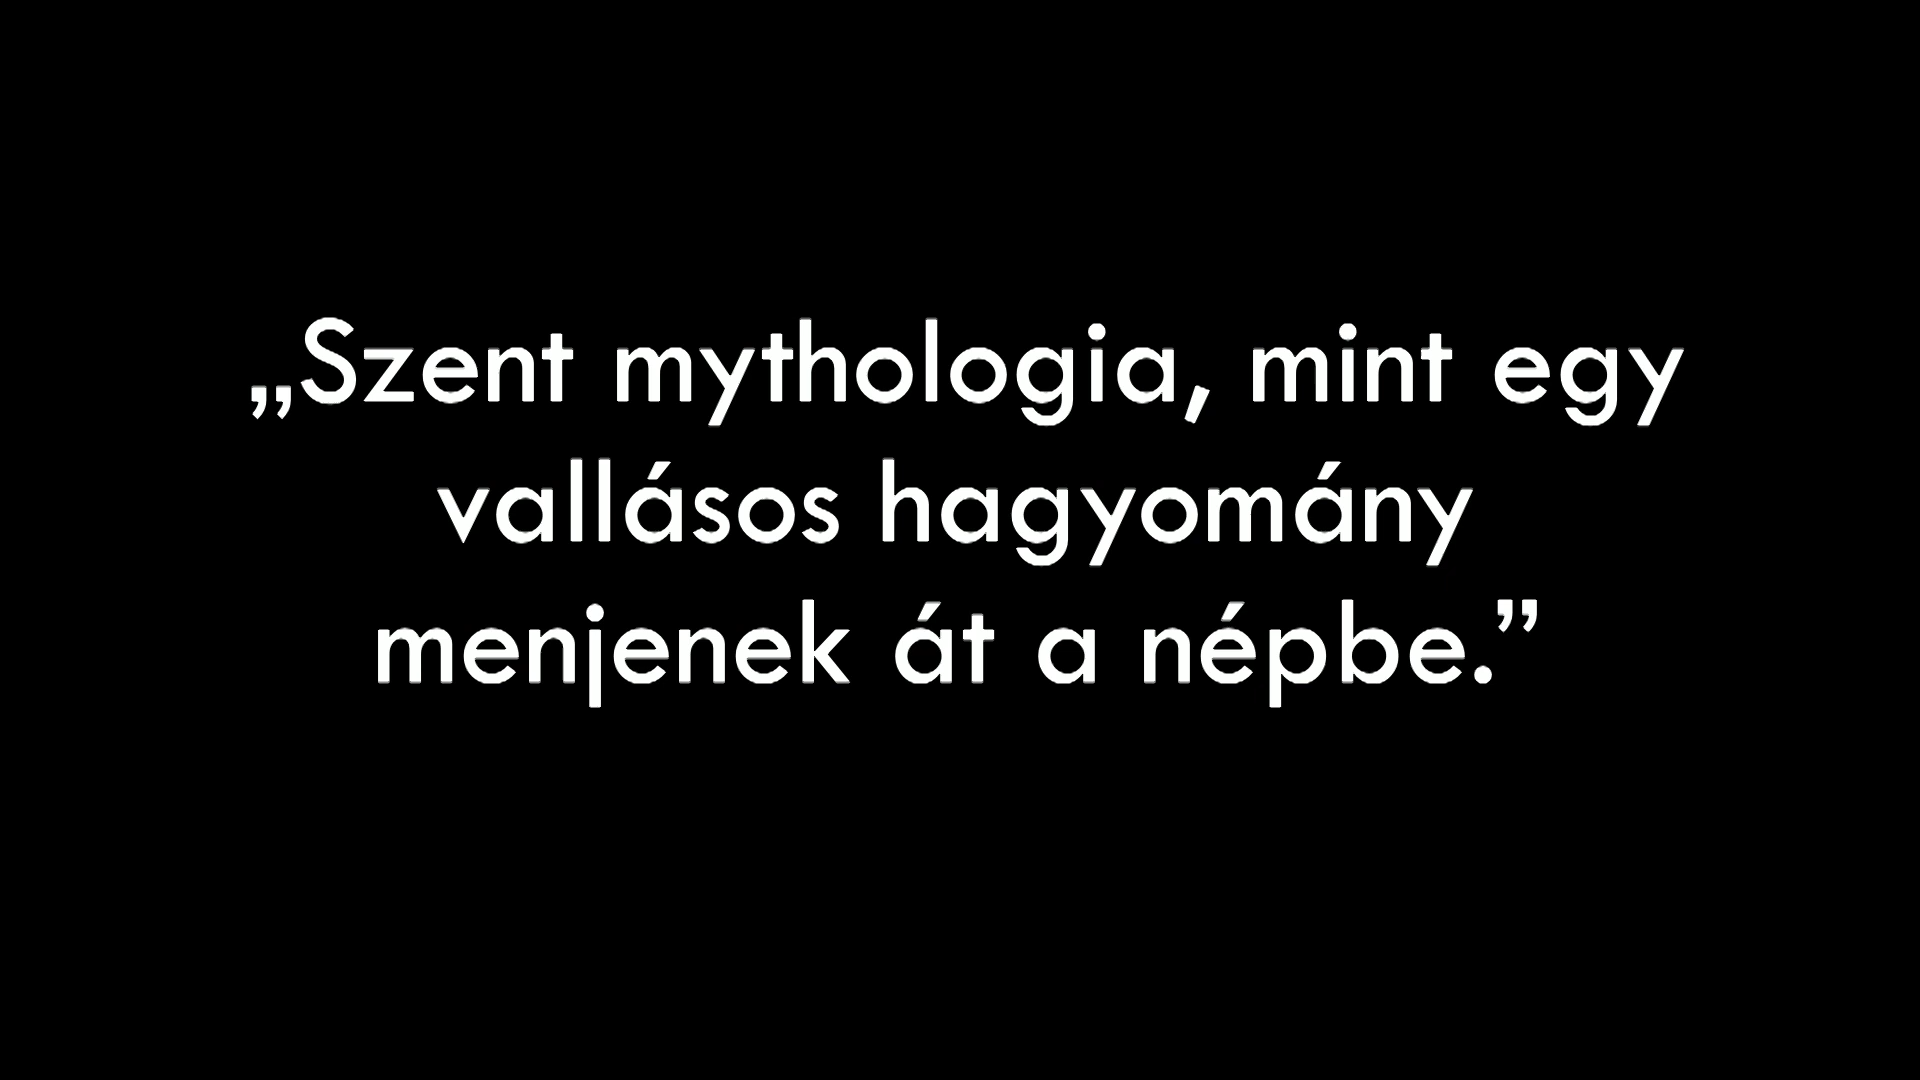 „Szent mythologia, mint egy
vallásos hagyomány
menjenek át a népbe.”